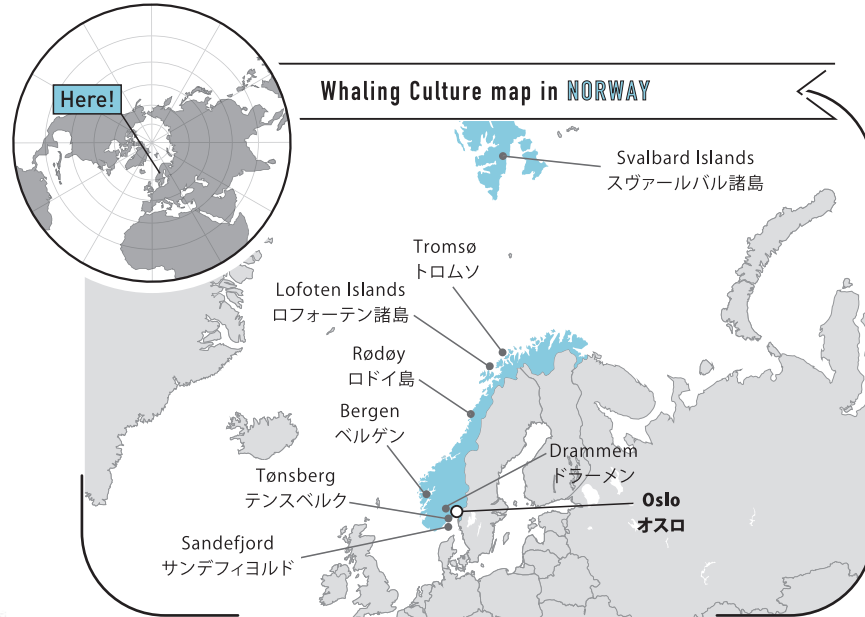 Here!
Whaling Culture map in NORWAY
Svalbard Islands
スヴァールバル諸島
Tromsø
トロムソ
Lofoten Islands
ロフォーテン諸島
Rødøy
ロドイ島
Bergen
ベルゲン
Drammem
ドラーメン
Tønsberg
テンスベルク
Oslo
オスロ
Sandefjord
サンデフィヨルド